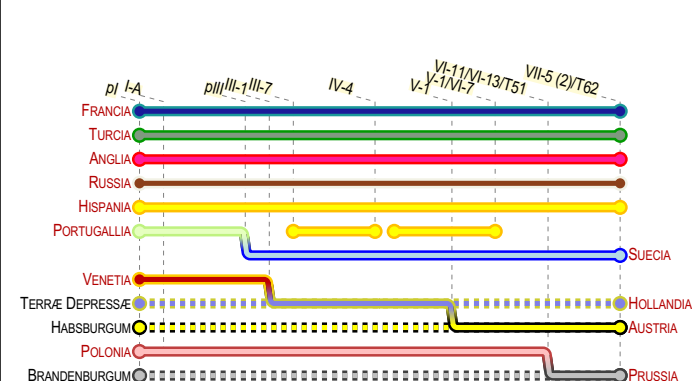 pI I-A pIII III-1 III-7 IV-4 V-1 V-1/VI-7 VI-11/VI-13/T51 VII-5 (2)/T62
FRANCIA
TURCIA
ANGLIA
RUSSIA
HISPANIA
PORTUGALLIA
SUECIA
VENETIA
TERRÆ DEPRESSÆ HOLLANDIA
HABSBURGUM AUSTRIA
POLONIA
BRANDENBURGUM PRUSSIA